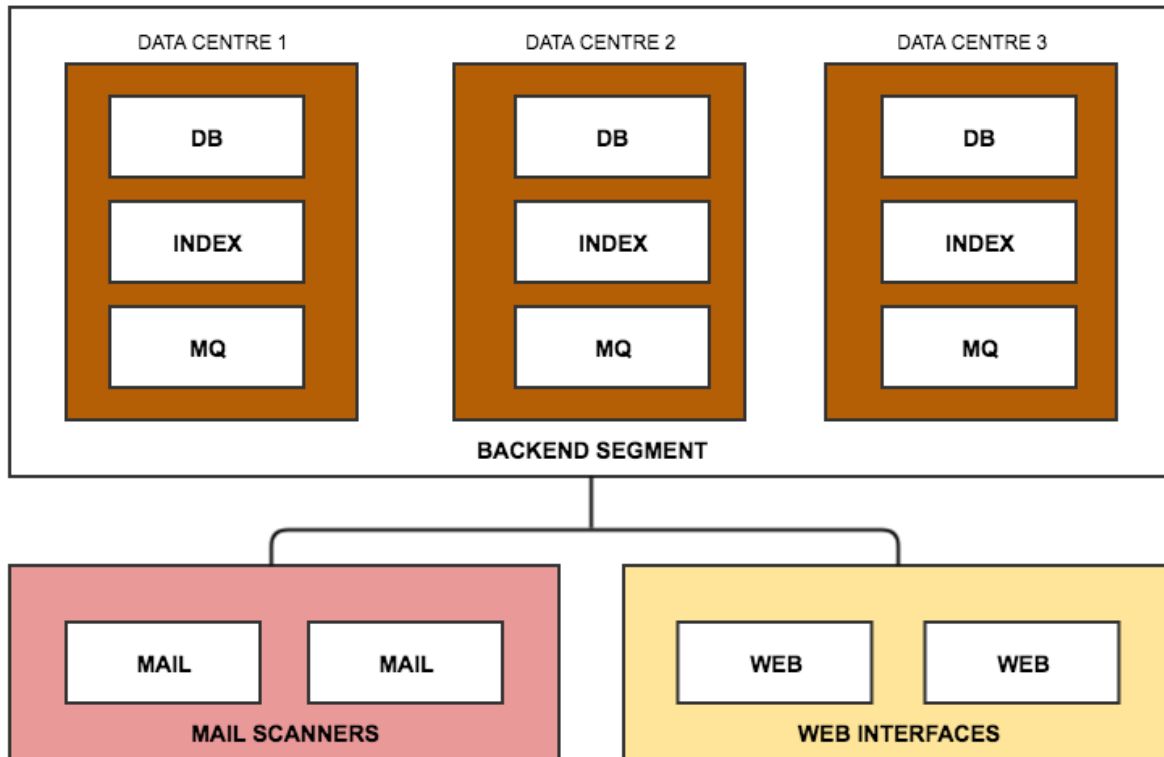 DATA CENTRE 1
DATA CENTRE 2
DATA CENTRE 3
DB
DB
DB
INDEX
INDEX
INDEX
MQ
MQ
MQ
BACKEND SEGMENT
MAIL
MAIL
WEB
WEB
MAIL SCANNERS
WEB INTERFACES